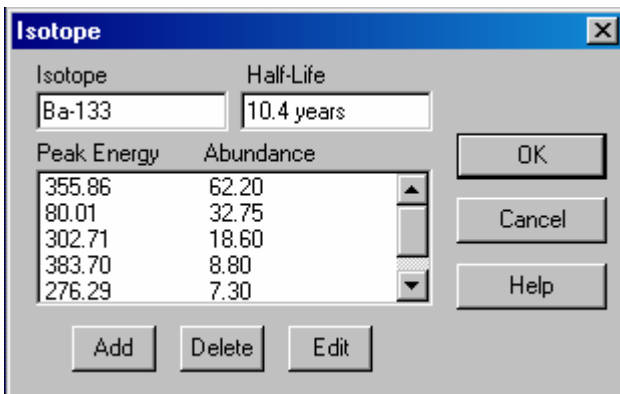 Isotope
Isotope Half-Life
Ba-133 10.4 years
Peak Energy Abundance
355.86 62.20
80.01 32.75
302.71 18.60
383.70 8.80
276.29 7.30
OK
Cancel
Help
Add Delete Edit